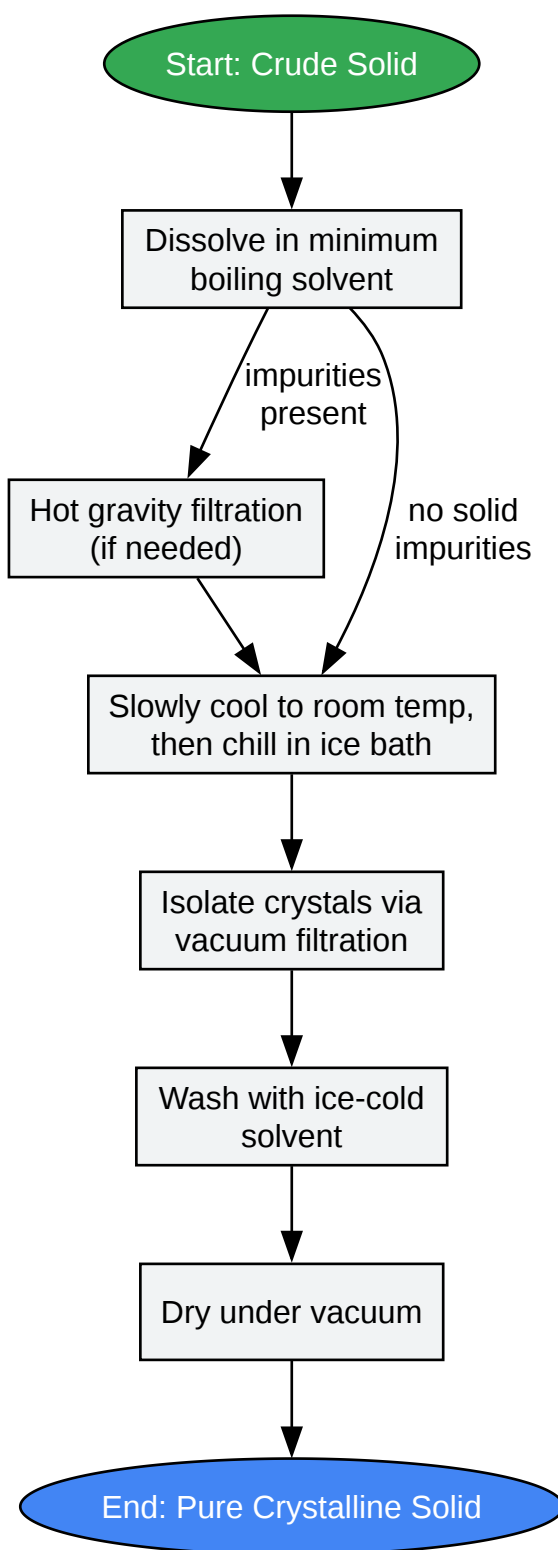 Start: Crude Solid
Dissolve in minimum
boiling solvent
impurities
present
Hot gravity filtration
(if needed)
no solid
impurities
Slowly cool to room temp,
then chill in ice bath
Isolate crystals via
vacuum filtration
Wash with ice-cold
solvent
Dry under vacuum
End: Pure Crystalline Solid